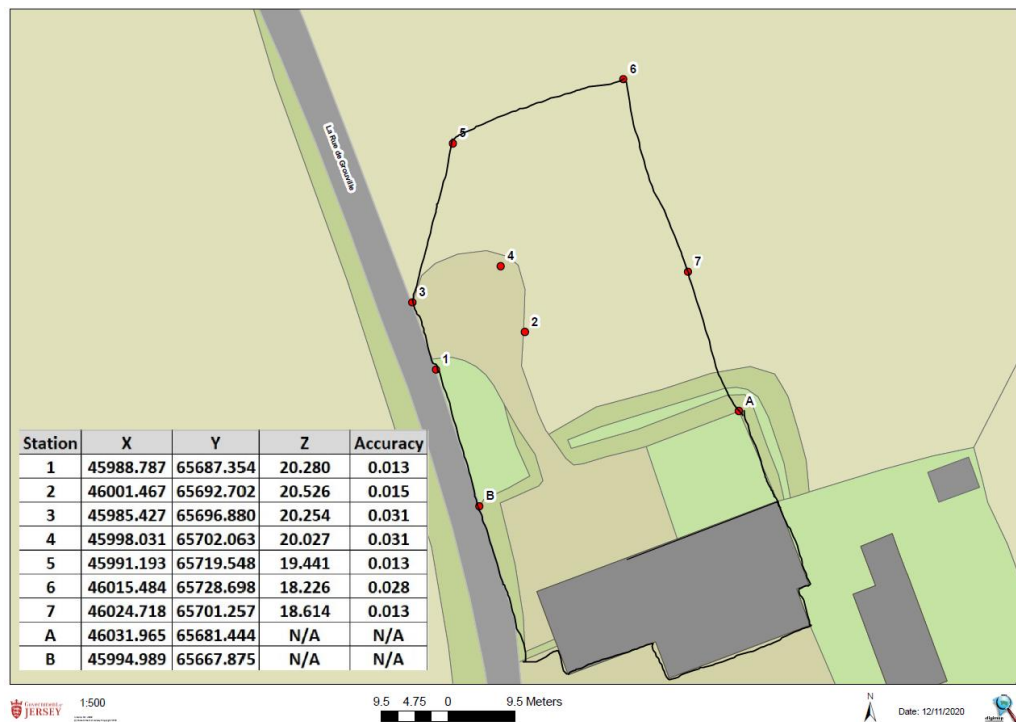 6
5
La Rue de Grouville
4
7
3
2
1
A
B
Station X Y Z Accuracy
1 45988.787 65687.354 20.280 0.013
2 46001.467 65692.702 20.526 0.015
3 45985.427 65696.880 20.254 0.031
4 45998.031 65702.063 20.027 0.031
5 45991.193 65719.548 19.441 0.013
6 46015.484 65728.698 18.226 0.028
7 46024.718 65701.257 18.614 0.013
A 46031.965 65681.444 N/A N/A
B 45994.989 65667.875 N/A N/A
Government of
JERSEY
1:500
9.5 4.75 0 9.5 Meters
N
Date: 12/11/2020